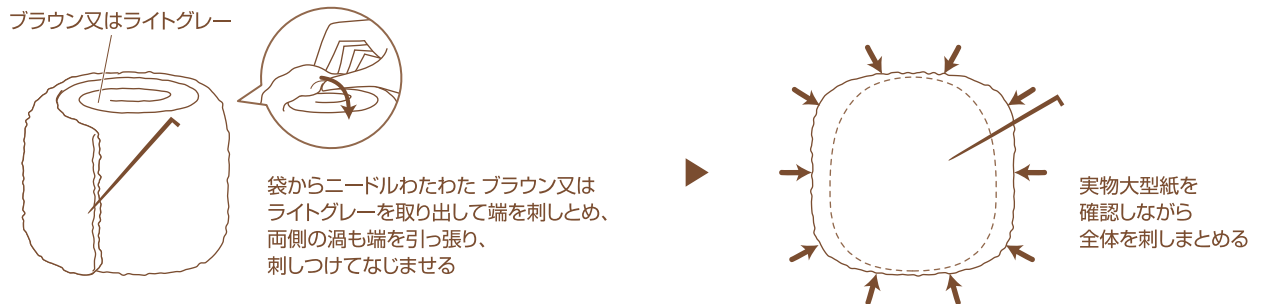 ブラウン又はライトグレー
袋からニードルわたわた ブラウン又は
ライトグレーを取り出して端を刺しとめ、
両側の渦も端を引っ張り、
刺しつけてなじませる
実物大型紙を
確認しながら
全体を刺しまとめる